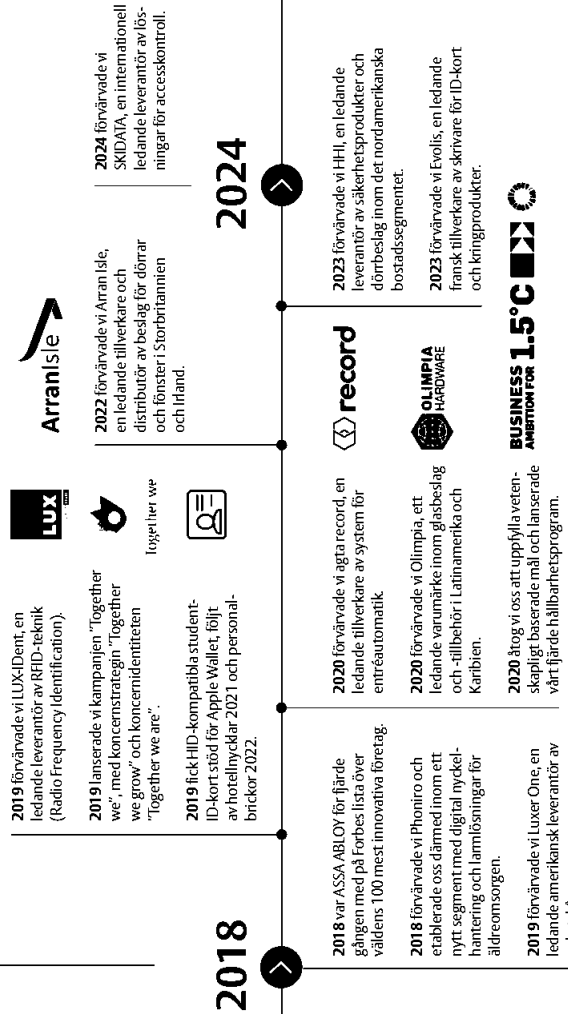 2018
2019 förvärvade vi LUX-IDent, en
ledande leverantör av RFID-teknik
(Radio Frequency Identification).
LUX
2019 lanserade vi kampanjen ”Together
we”, med koncernstrategin ”Together
we grow” och koncernidentiteten
”Together we are”.
Together we
2019 fick HID-kompatibla student-
ID-kort stöd för Apple Wallet, följt
av hotellnycklar 2021 och personal-
brickor 2022.
ArranIsle
2022 förvärvade vi Arran Isle,
en ledande tillverkare och
distributör av beslag för dörrar
och fönster i Storbritannien
och Irland.
2024 förvärvade vi
SKIDATA, en internationell
ledande leverantör av lös-
ningar för accesskontroll.
2024
2018 var ASSA ABLOY för fjärde
gången med på Forbes lista över
väldens 100 mest innovativa företag.
2018 förvärvade vi Phoniro och
etablerade oss därmed inom ett
nytt segment med digital nyckel-
hantering och larmlösningar för
äldreomsorgen.
2019 förvärvade vi Luxer One, en
ledande amerikansk leverantör av
2020 förvärvade vi agta record, en
ledande tillverkare av system för
entréautomatik.
record
2020 förvärvade vi Olimpia, ett
ledande varumärke inom glasbeslag
och -tillbehör i Latinamerika och
Karibien.
OLIMPIA
HARDWARE
2020 åtog vi oss att uppfylla veten-
skapligt baserade mål och lanserade
vårt fjärde hållbarhetsprogram.
BUSINESS
AMBITION FOR 1.5°C
2023 förvärvade vi HHI, en ledande
leverantör av säkerhetsprodukter och
dörrbeslag inom det nordamerikanska
bostadssegmentet.
2023 förvärvade vi Evolis, en ledande
fransk tillverkare av skrivare för ID-kort
och kringprodukter.